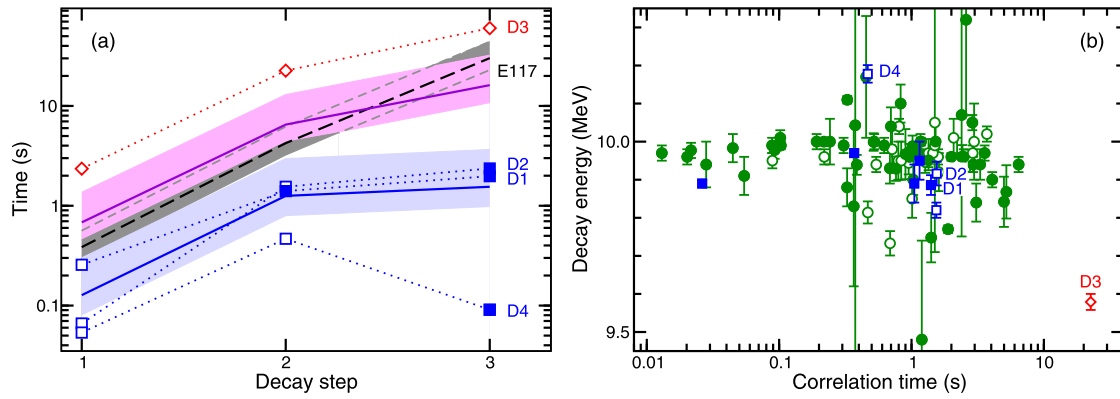 (a)
D3
E117
D2
D1
D4
10
1
0.1
Time (s)
1
2
3
Decay step
(b)
D4
D2
D1
D3
10.0
9.5
Decay energy (MeV)
0.01
0.1
1
10
Correlation time (s)